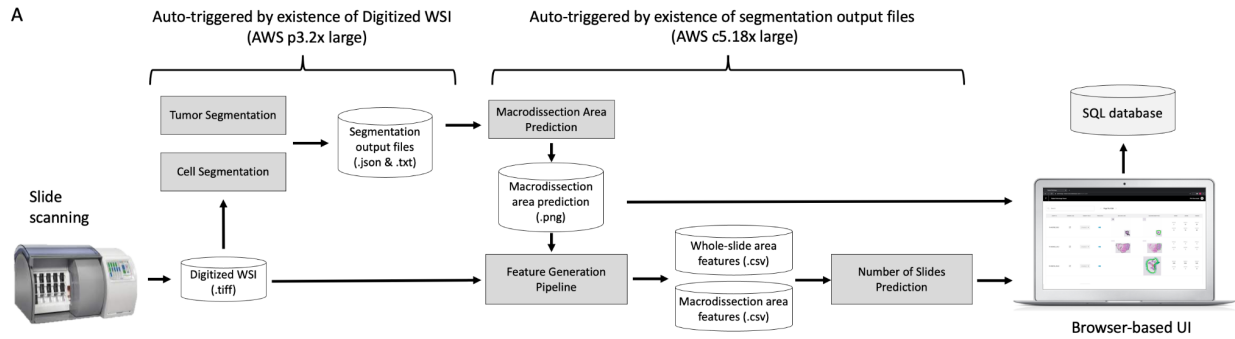 A
Auto-triggered by existence of Digitized WSI
(AWS p3.2x large)
Auto-triggered by existence of segmentation output files
(AWS c5.18x large)
Tumor Segmentation
Cell Segmentation
Segmentation
output files
(.json & .txt)
Macrodissection Area
Prediction
SQL database
Macrodissection
area prediction
(.png)
Slide
scanning
Digitized WSI
(.tiff)
Feature Generation
Pipeline
Whole-slide area
features (.csv)
Macrodissection area
features (.csv)
Number of Slides
Prediction
Browser-based UI